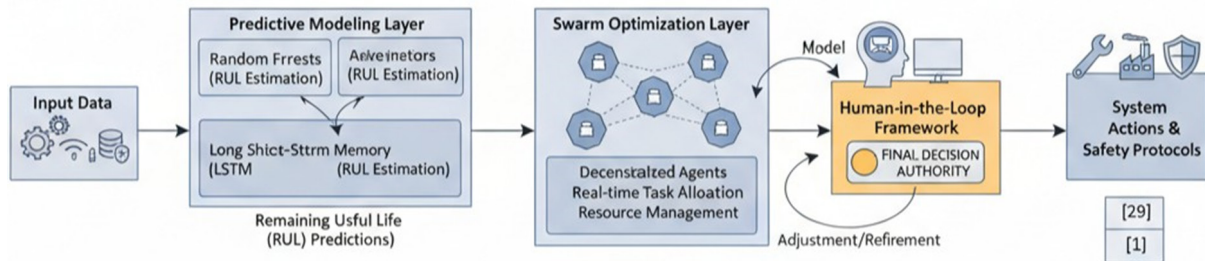 Input Data
Predictive Modeling Layer
Random Frrests
(RUL Estimation)
(RUL Estimation)
Long Shict-Sttrm Memory
(LSTM (RUL Estimation)
Remaining Usful Life
(RUL) Predictions)
Swarm Optimization Layer
Decenstalized Agents
Real-time Task Alloation
Resource Management
Model
Human-in-the-Loop
Framework
FINAL DECISION
AUTHORITY
Adjustment/Refirement
System
Actions &
Safety Protocols
[29]
[1]